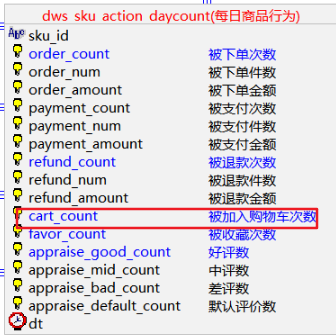 dws sku action daycount(每日商品行为)
sku_id
order_count 被下单次数
order_num 被下单件数
order_amount 被下单金额
payment_count 被支付次数
payment_num 被支付件数
payment_amount 被支付金额
refund_count 被退款次数
refund_num 被退款件数
refund_amount 被退款金额
cart_count 被加入购物车次数
favor_count 被收藏次数
appraise_good_count 好评数
appraise_mid_count 中评数
appraise_bad_count 差评数
appraise_default_count 默认评价数
dt